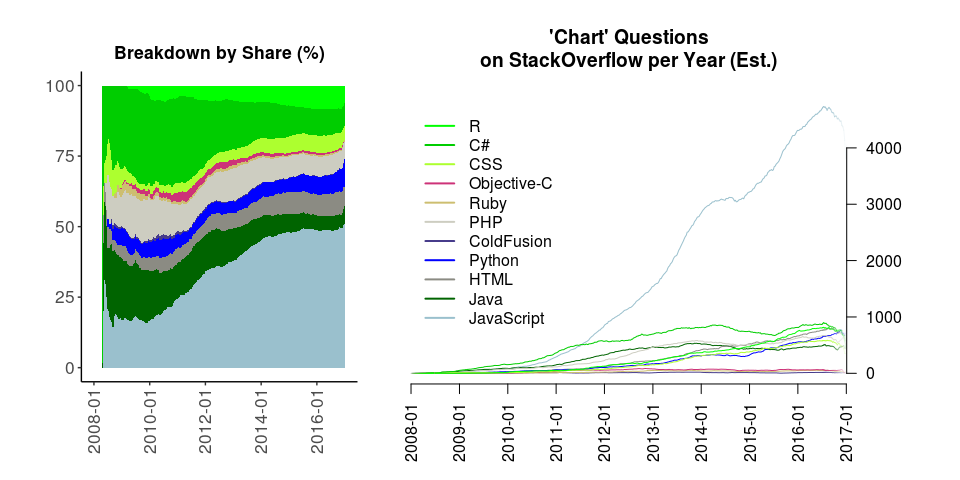 Breakdown by Share (%)
100
75
50
25
0
2008-01
2010-01
2012-01
2014-01
2016-01
'Chart' Questions
on StackOverflow per Year (Est.)
R
C#
CSS
Objective-C
Ruby
PHP
ColdFusion
Python
HTML
Java
JavaScript
4000
3000
2000
1000
0
2008-01
2009-01
2010-01
2011-01
2012-01
2013-01
2014-01
2015-01
2016-01
2017-01